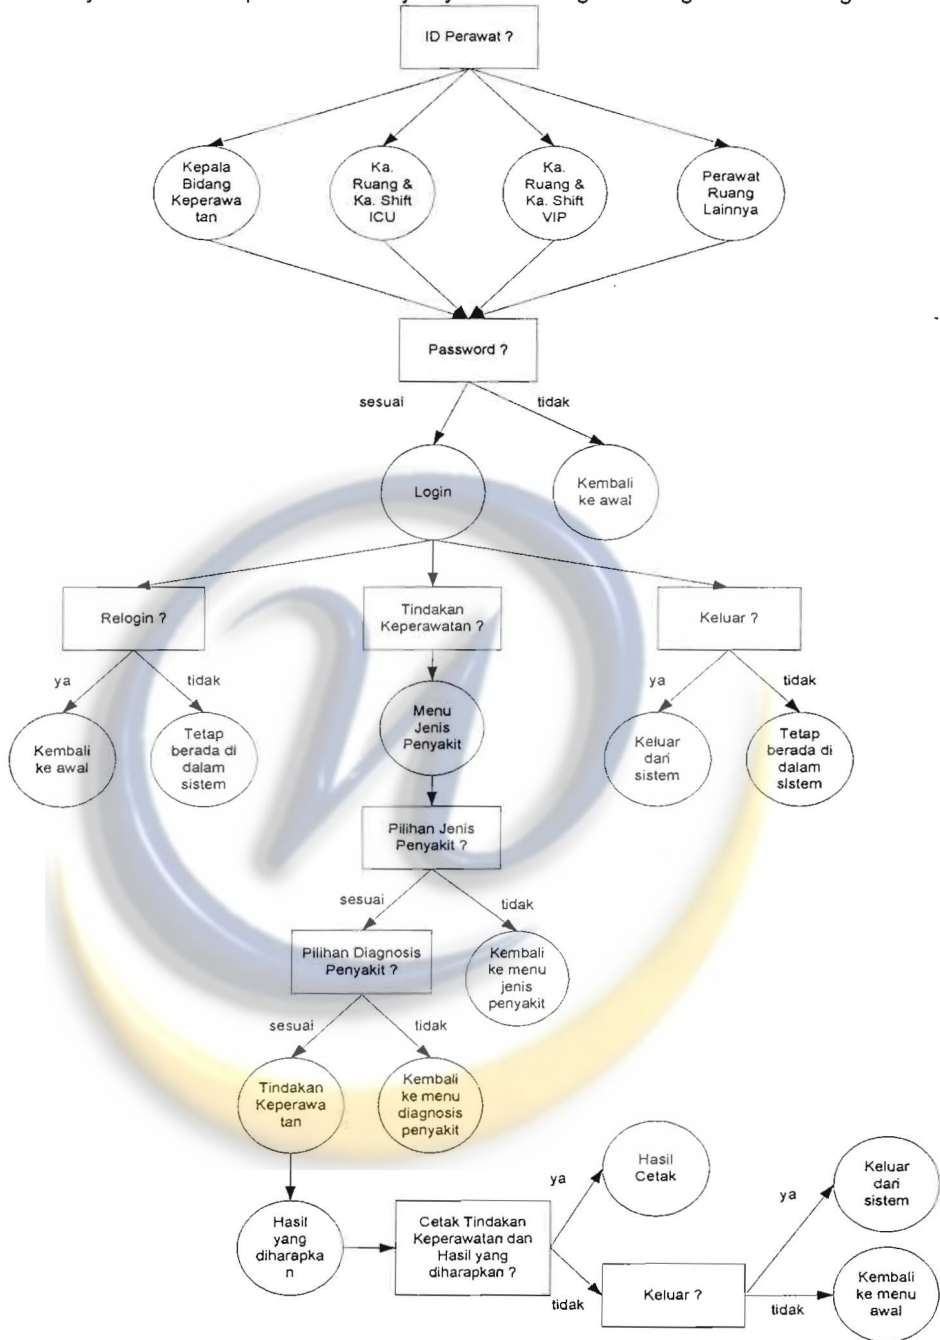 ID Perawat ?
Kepala
Bidang
Keperawa
tan
Ka.
Ruang &
Ka. Shift
ICU
Ka.
Ruang &
Ka. Shift
VIP
Perawat
Ruang
Lainnya
Password ?
sesuai
tidak
Login
Kembali
ke awal
Relogin ?
Tindakan
Keperawatan ?
Keluar ?
ya
tidak
ya
tidak
Kembali
ke awal
Tetap
berada di
dalam
sistem
Menu
Jenis
Penyakit
Keluar
dari
sistem
Tetap
berada di
dalam
sistem
Pilihan Jenis
Penyakit ?
sesuai
tidak
Pilihan Diagnosis
Penyakit ?
Kembali
ke menu
jenis
penyakit
sesuai
tidak
Tindakan
Keperawa
tan
Kembali
ke menu
diagnosis
penyakit
Hasil
yang
diharapka
n
Cetak Tindakan
Keperawatan dan
Hasil yang
diharapkan ?
ya
Hasil
Cetak
tidak
Keluar ?
ya
Keluar
dari
sistem
tidak
Kembali
ke menu
awal